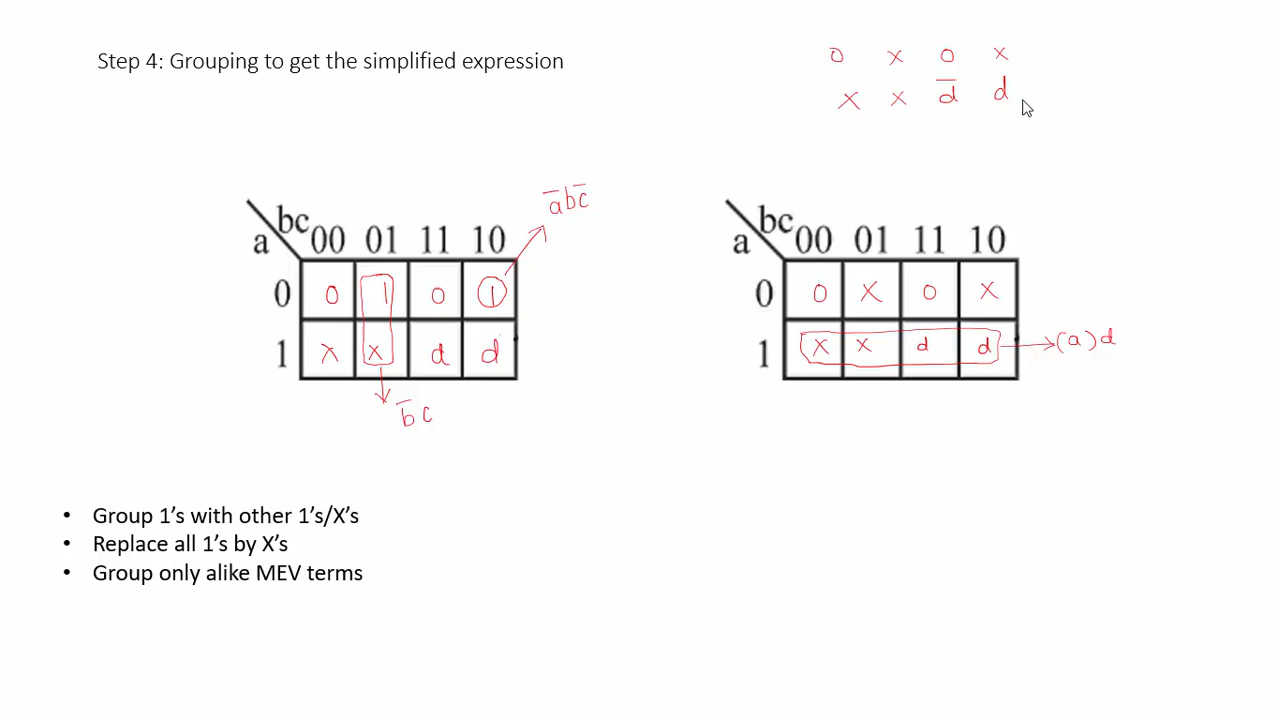 Step 4: Grouping to get the simplified expression
0 x 0 x
x x d̅ d
a̅bc̅
bc
a 00 01 11 10
0 0 1 0 1
1 x x d d
b̅c
bc
a 00 01 11 10
0 0 x 0 x
1 x x d d (a)d
• Group 1's with other 1's/X's
• Replace all 1's by X's
• Group only alike MEV terms